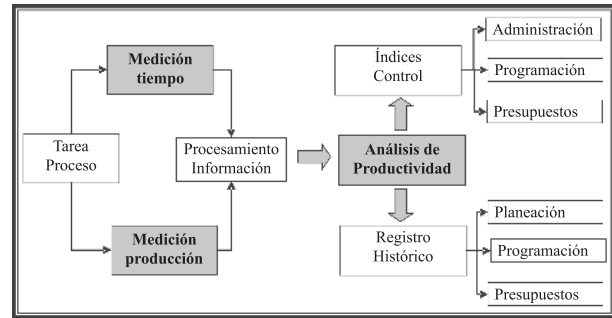 Medición
tiempo
Tarea
Proceso
Medición
producción
Procesamiento
Información
Análisis de
Productividad
Índices
Control
Administración
Programación
Presupuestos
Registro
Histórico
Planeación
Programación
Presupuestos